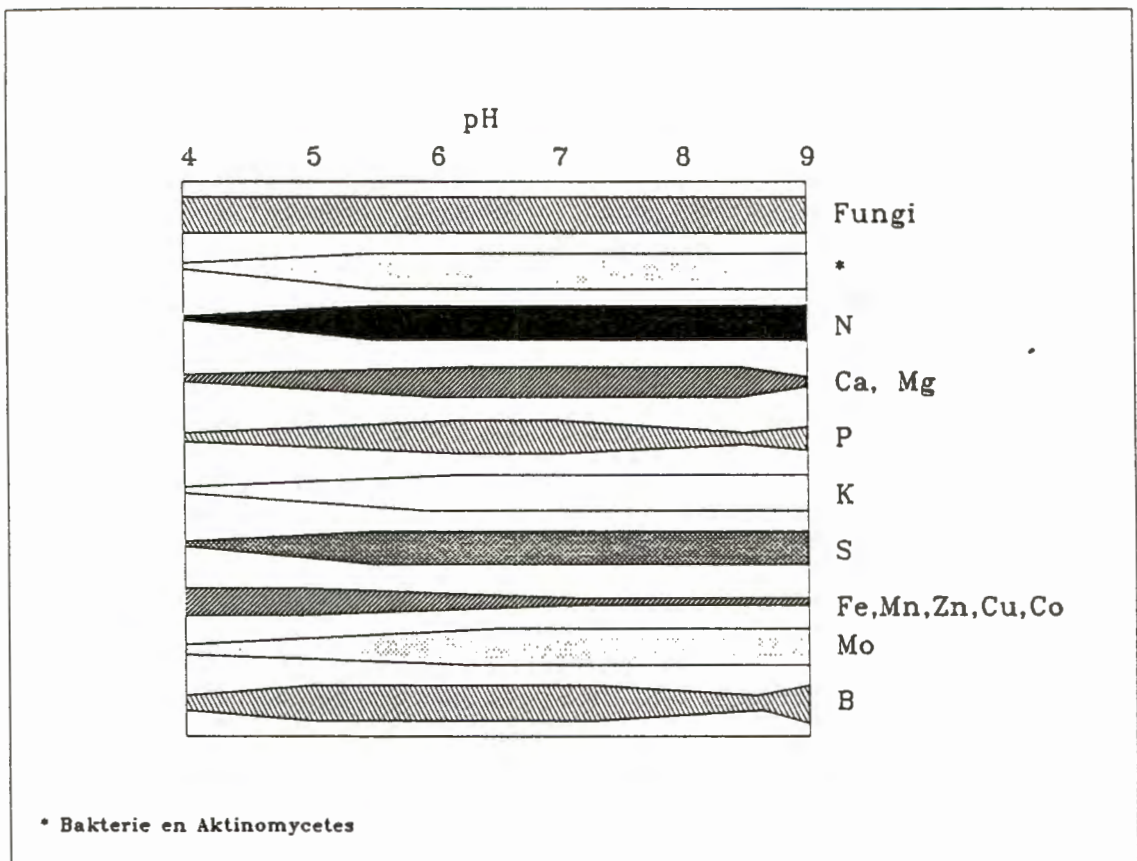 pH
4 5 6 7 8 9
Fungi
*
N
Ca, Mg
P
K
S
Fe,Mn,Zn,Cu,Co
Mo
B
* Bakterie en Aktinomycetes